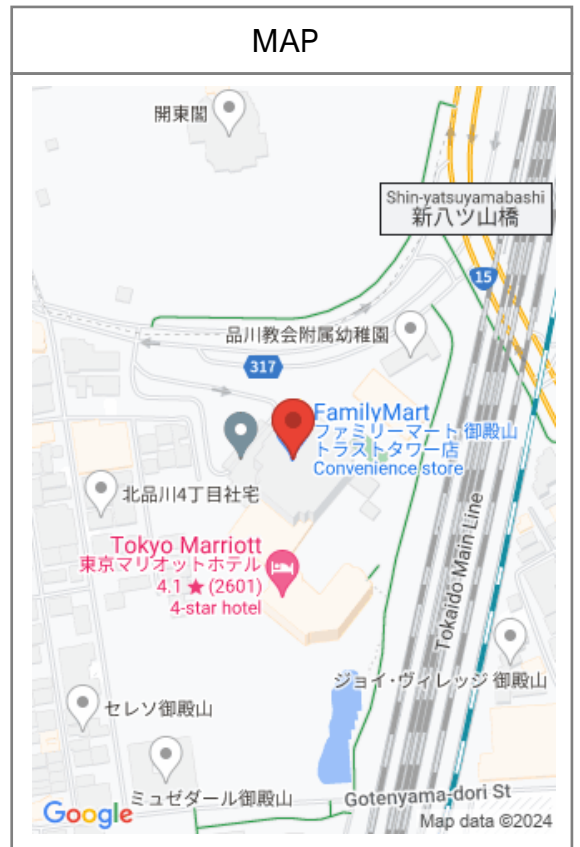 MAP
開東閣
Shin-yatsuyamabashi
新八ツ山橋
15
品川教会附属幼稚園
317
FamilyMart
ファミリーマート 御殿山
トラストタワー店
Convenience store
北品川4丁目社宅
Tokyo Marriott
東京マリオットホテル
4.1 ★ (2601)
4-star hotel
Tokaido Main Line
ジョイ・ヴィレッジ 御殿山
セレソ御殿山
ミュゼダール御殿山
Gotenyama-dori St
Google
Map data ©2024